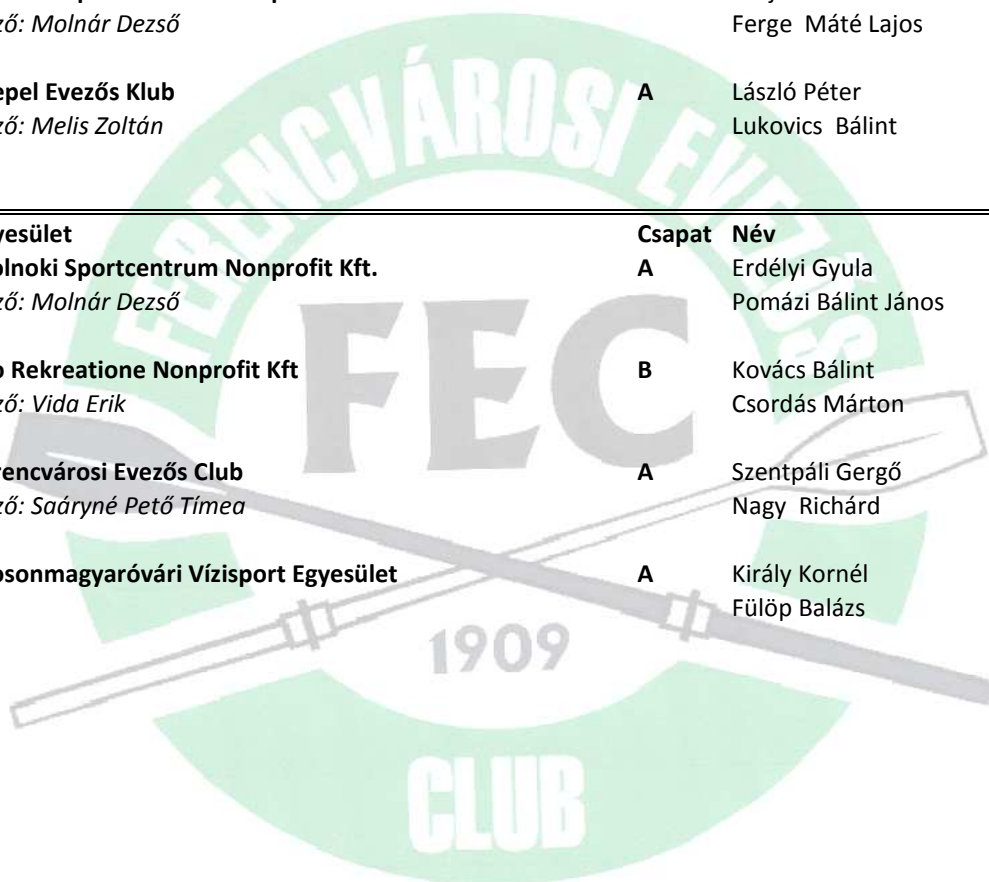 ző: Molnár Dezső Ferge Máté Lajos
epel Evezős Klub A László Péter
ző: Melis Zoltán Lukovics Bálint
yesület Csapat Név
olnoki Sportcentrum Nonprofit Kft. A Erdélyi Gyula
ző: Molnár Dezső Pomázi Bálint János
o Rekreatione Nonprofit Kft B Kovács Bálint
ző: Vida Erik Csordás Márton
rencvárosi Evezős Club A Szentpáli Gergő
ző: Saáryné Pető Tímea Nagy Richárd
osonmagyaróvári Vízisport Egyesület A Király Kornél
Fülöp Balázs
FERENCVÁROSI EVEZŐS
FEC
1909
CLUB